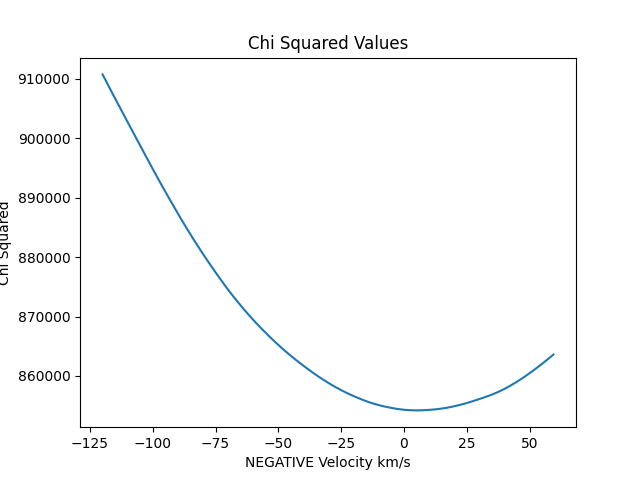 Chi Squared Values
910000
900000
890000
880000
870000
860000
Chi Squared
−125 −100 −75 −50 −25 0 25 50
NEGATIVE Velocity km/s